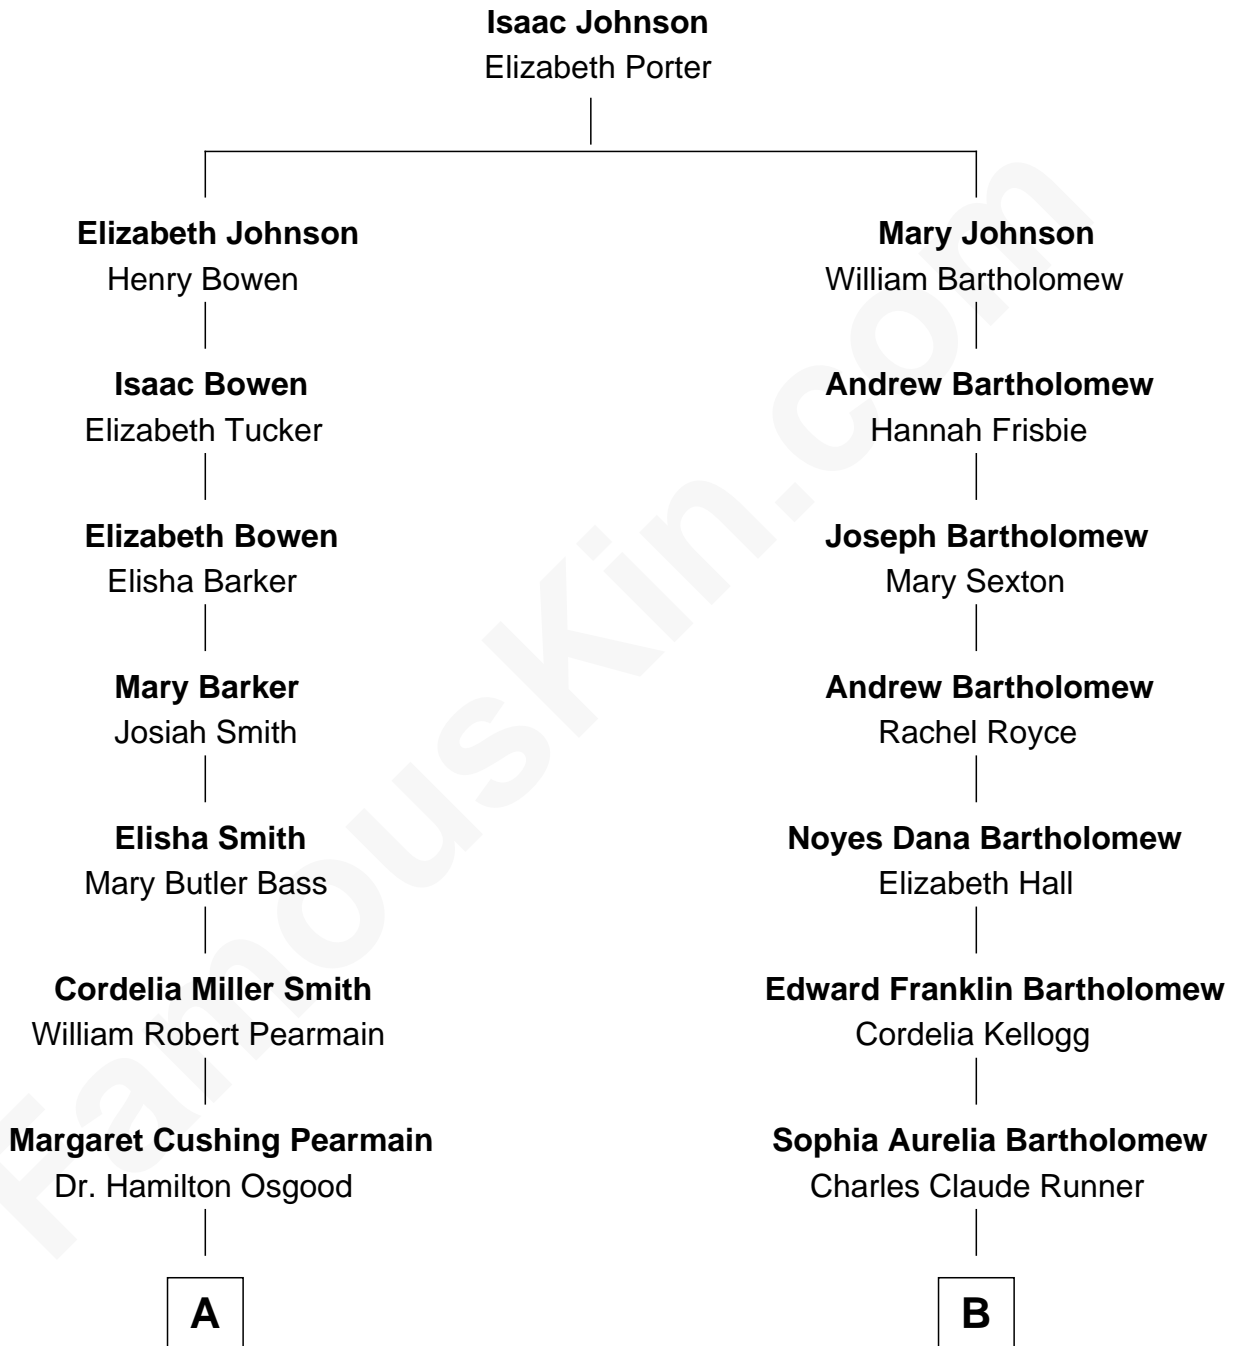 Isaac Johnson
Elizabeth Porter
Elizabeth Johnson
Henry Bowen
Mary Johnson
William Bartholomew
Isaac Bowen
Elizabeth Tucker
Andrew Bartholomew
Hannah Frisbie
Elizabeth Bowen
Elisha Barker
Joseph Bartholomew
Mary Sexton
Mary Barker
Josiah Smith
Andrew Bartholomew
Rachel Royce
Elisha Smith
Mary Butler Bass
Noyes Dana Bartholomew
Elizabeth Hall
Cordelia Miller Smith
William Robert Pearmain
Edward Franklin Bartholomew
Cordelia Kellogg
Margaret Cushing Pearmain
Dr. Hamilton Osgood
Sophia Aurelia Bartholomew
Charles Claude Runner
A
B
FamousKin.com